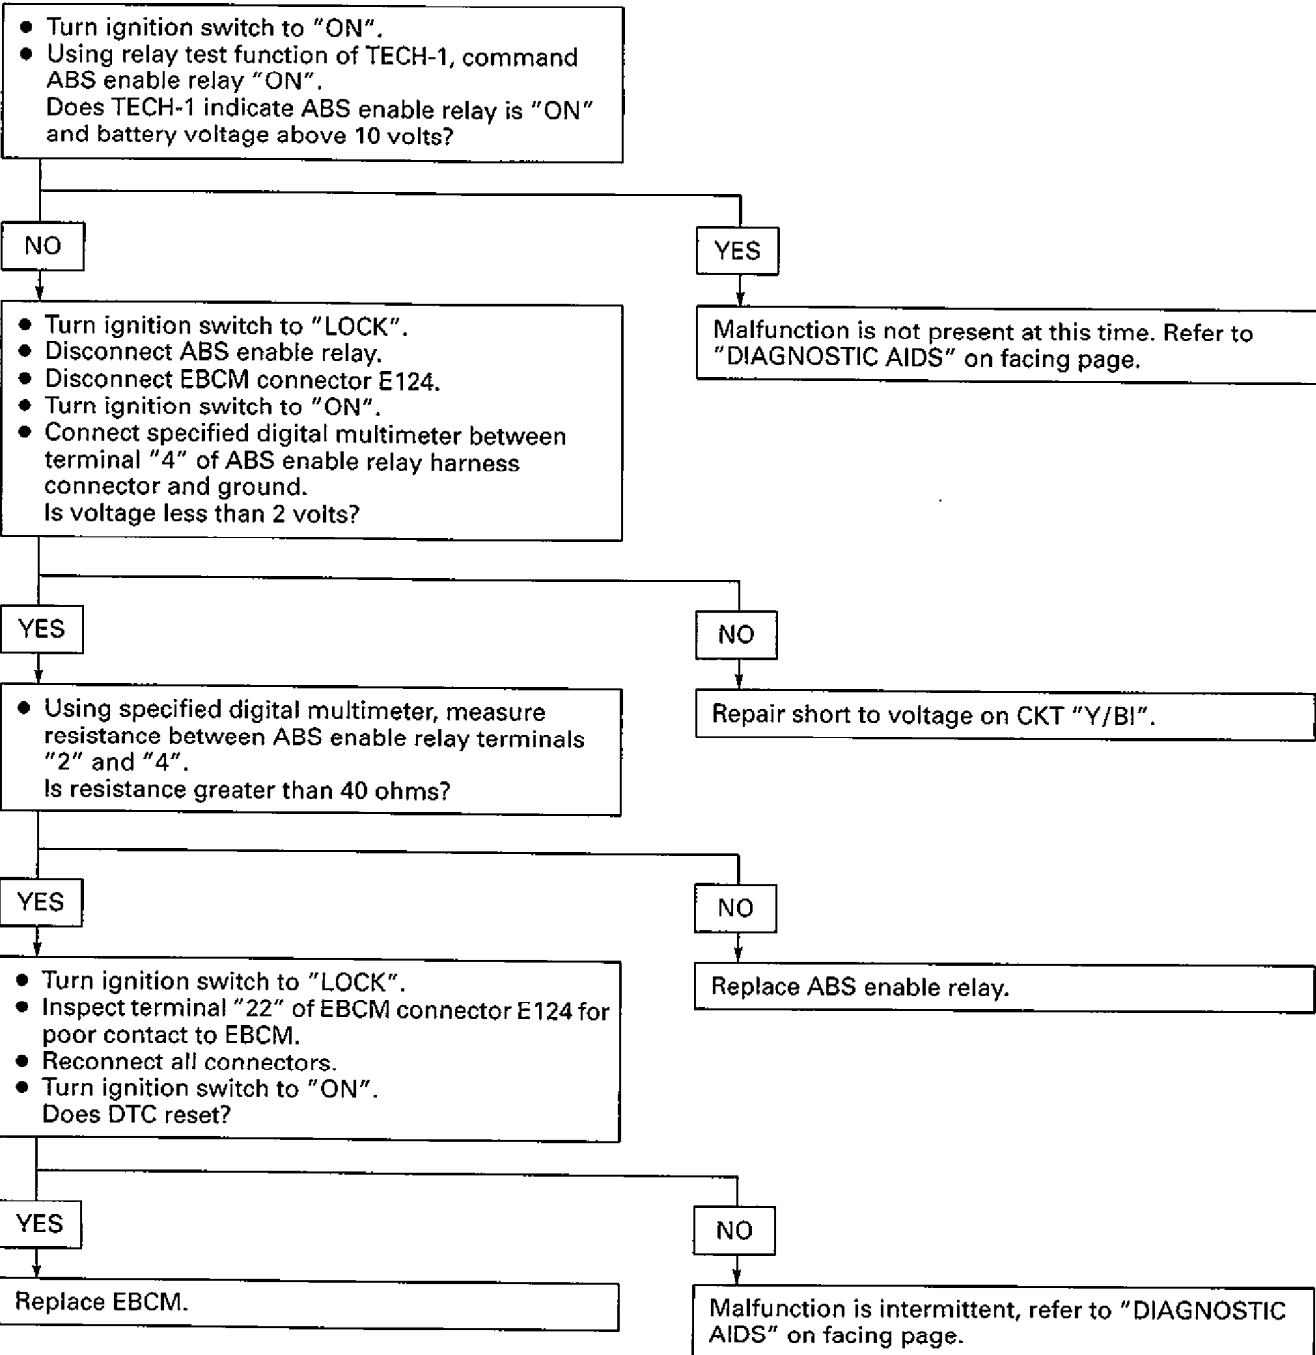 ● Turn ignition switch to "ON".
● Using relay test function of TECH-1, command
ABS enable relay "ON".
Does TECH-1 indicate ABS enable relay is "ON"
and battery voltage above 10 volts?
NO
YES
● Turn ignition switch to "LOCK".
● Disconnect ABS enable relay.
● Disconnect EBCM connector E124.
● Turn ignition switch to "ON".
● Connect specified digital multimeter between
terminal "4" of ABS enable relay harness
connector and ground.
Is voltage less than 2 volts?
Malfunction is not present at this time. Refer to
"DIAGNOSTIC AIDS" on facing page.
YES
NO
● Using specified digital multimeter, measure
resistance between ABS enable relay terminals
"2" and "4".
Is resistance greater than 40 ohms?
Repair short to voltage on CKT "Y/Bl".
YES
NO
● Turn ignition switch to "LOCK".
● Inspect terminal "22" of EBCM connector E124 for
poor contact to EBCM.
● Reconnect all connectors.
● Turn ignition switch to "ON".
Does DTC reset?
Replace ABS enable relay.
YES
NO
Replace EBCM.
Malfunction is intermittent, refer to "DIAGNOSTIC
AIDS" on facing page.